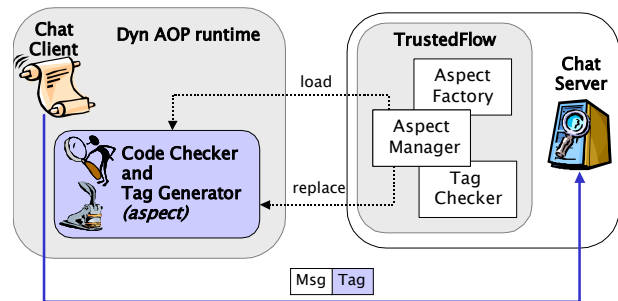 Chat
Client
Dyn AOP runtime
TrustedFlow
Chat
Server
load
Aspect
Factory
Aspect
Manager
Code Checker
and
Tag Generator
(aspect)
replace
Tag
Checker
Msg Tag